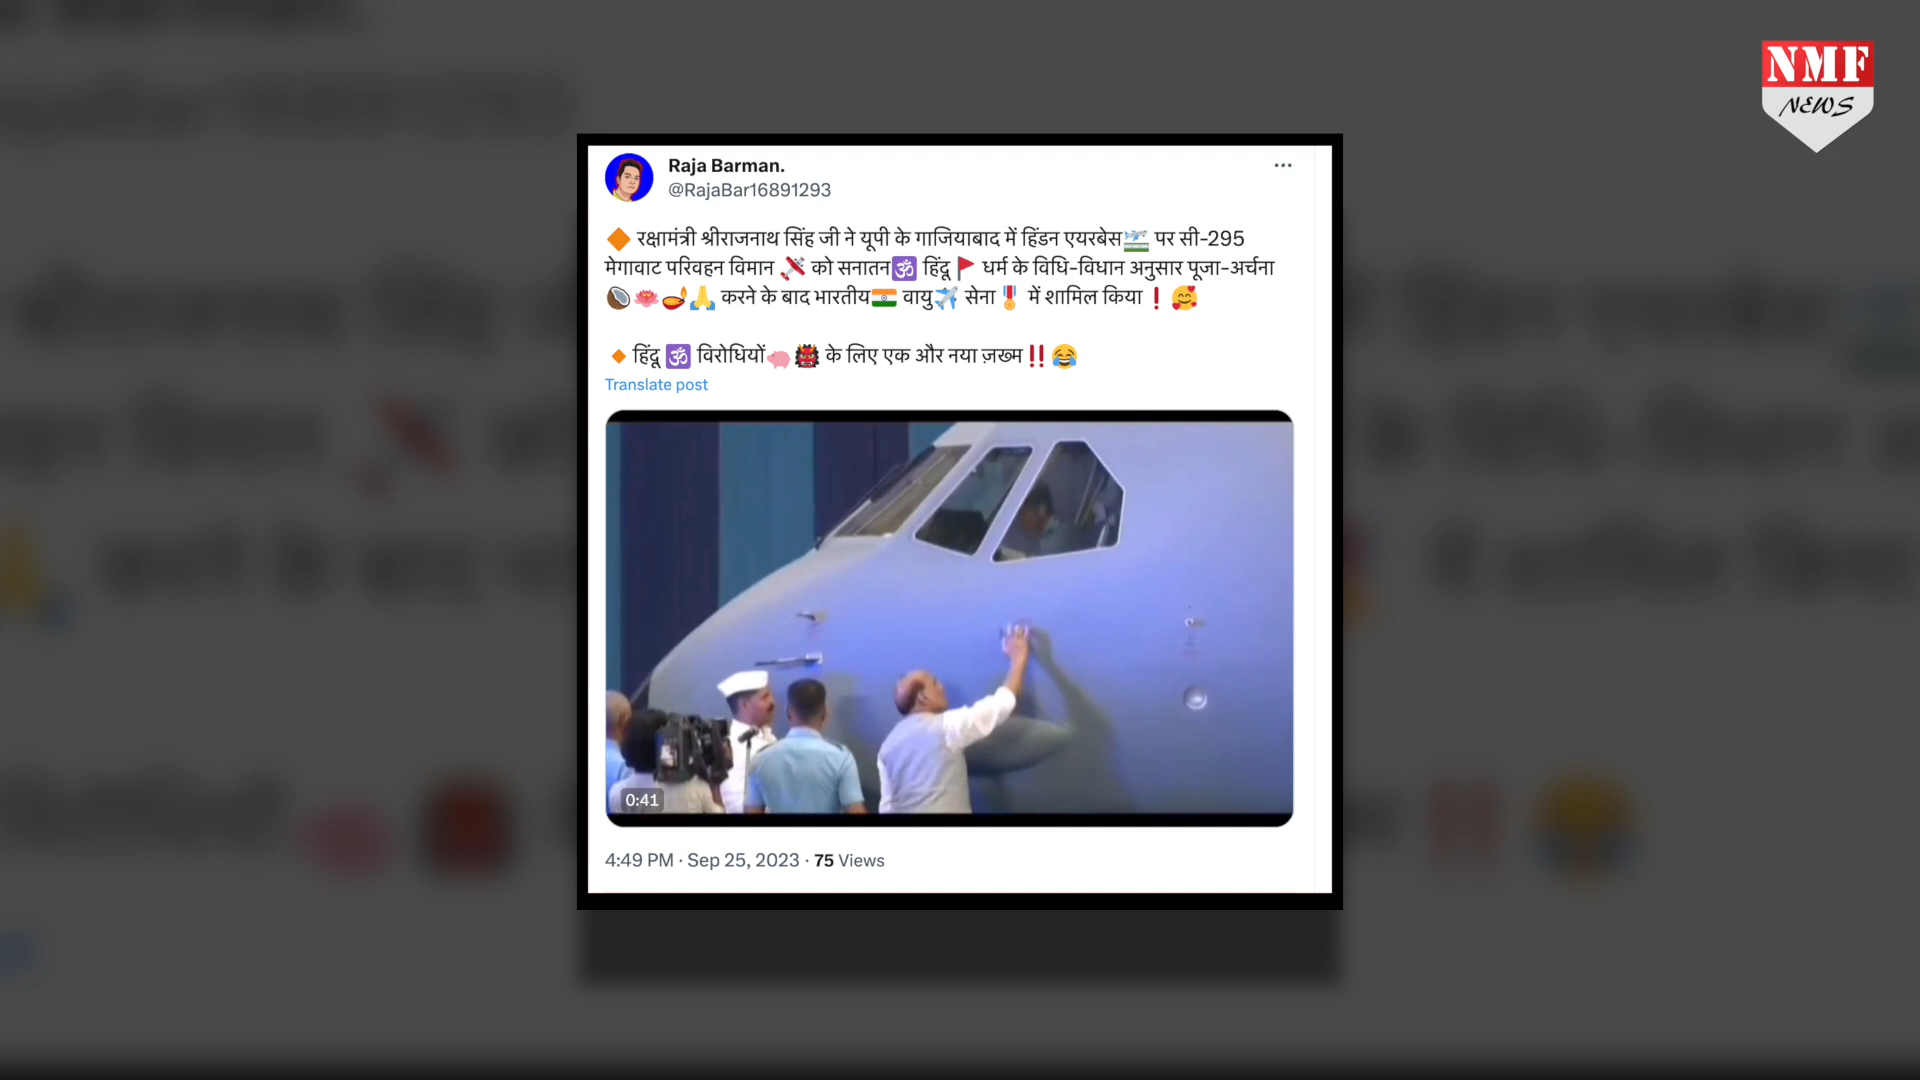 NMF
NEWS
Raja Barman.
@RajaBar16891293
🔶 रक्षामंत्री श्रीराजनाथ सिंह जी ने यूपी के गाजियाबाद में हिंडन एयरबेस🛫 पर सी-295
मेगावाट परिवहन विमान 🛩 को सनातन🕉 हिंदू🚩 धर्म के विधि-विधान अनुसार पूजा-अर्चना
🥥🪷🪔🙏 करने के बाद भारतीय🇮🇳 वायु✈️ सेना🎖 में शामिल किया❗🥰
🔸हिंदू 🕉 विरोधियों🐖👹 के लिए एक और नया ज़ख्म‼️😂
Translate post
0:41
4:49 PM · Sep 25, 2023 · 75 Views